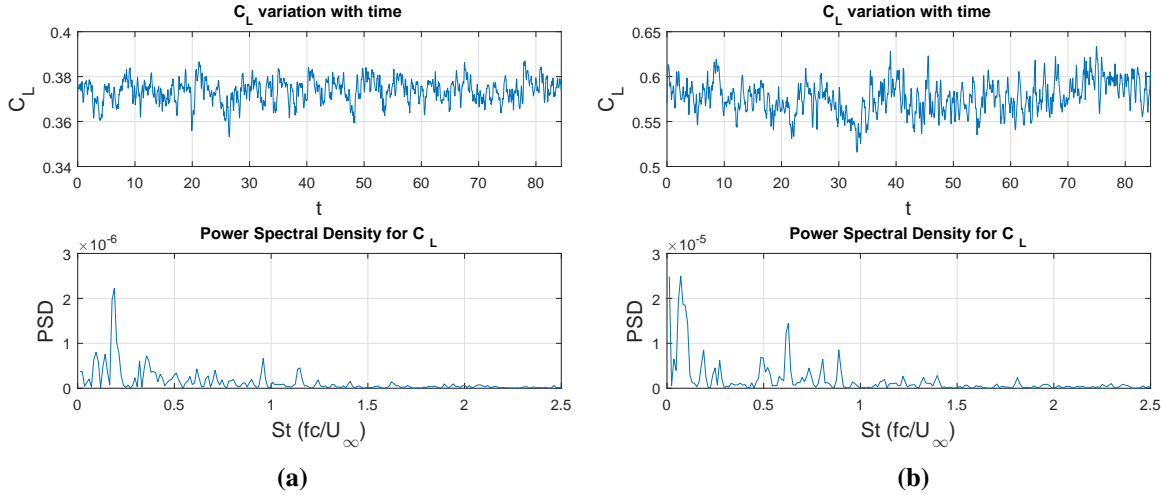 C_L variation with time
0.4
0.38
0.36
0.34
C_L
0 10 20 30 40 50 60 70 80
t
Power Spectral Density for C_L
×10^-6
3
2
1
0
PSD
0 0.5 1 1.5 2 2.5
St (fc/U_∞)
(a)
C_L variation with time
0.65
0.6
0.55
0.5
C_L
0 10 20 30 40 50 60 70 80
t
Power Spectral Density for C_L
×10^-5
3
2
1
0
PSD
0 0.5 1 1.5 2 2.5
St (fc/U_∞)
(b)